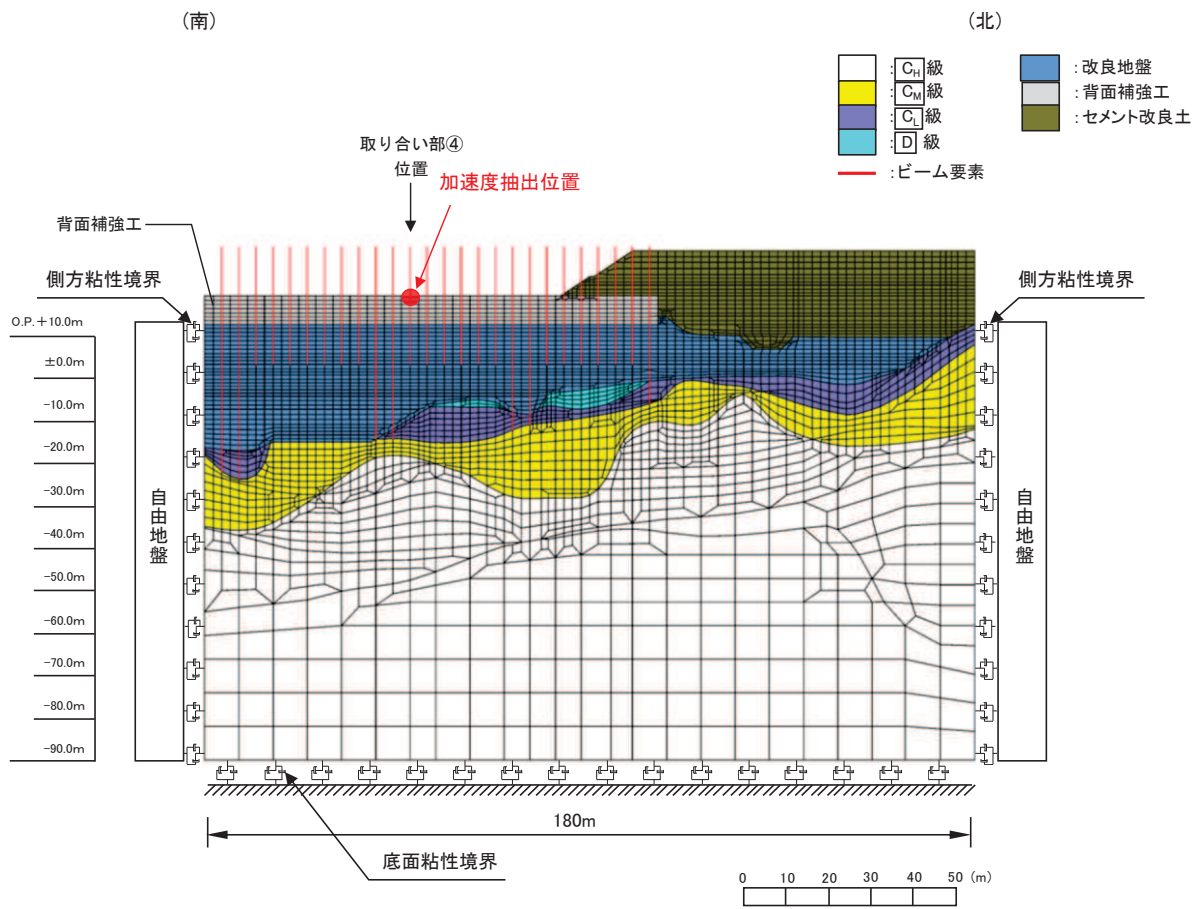 (南)
(北)
:C_H級
:C_M級
:C_L級
:D 級
:ビーム要素
:改良地盤
:背面補強工
:セメント改良土
取り合い部④
位置
加速度抽出位置
背面補強工
側方粘性境界
側方粘性境界
O.P.+10.0m
±0.0m
-10.0m
-20.0m
-30.0m
-40.0m
-50.0m
-60.0m
-70.0m
-80.0m
-90.0m
自由地盤
自由地盤
180m
底面粘性境界
0 10 20 30 40 50 (m)